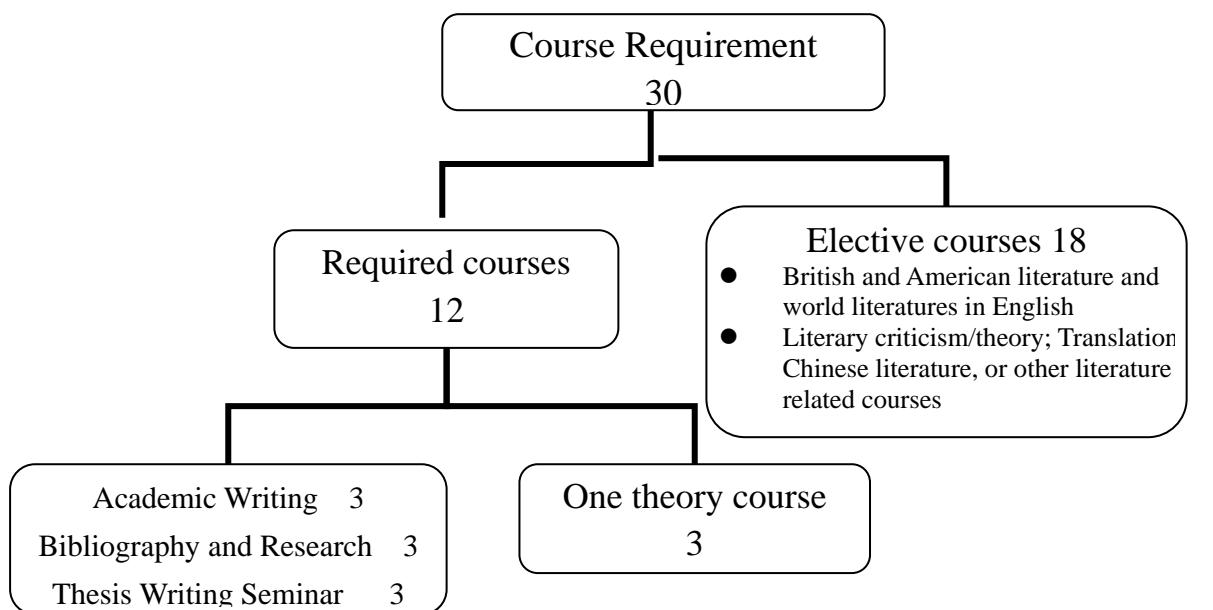 Course Requirement
30
Required courses
12
Elective courses 18
● British and American literature and
world literatures in English
● Literary criticism/theory; Translation
Chinese literature, or other literature
related courses
Academic Writing 3
Bibliography and Research 3
Thesis Writing Seminar 3
One theory course
3